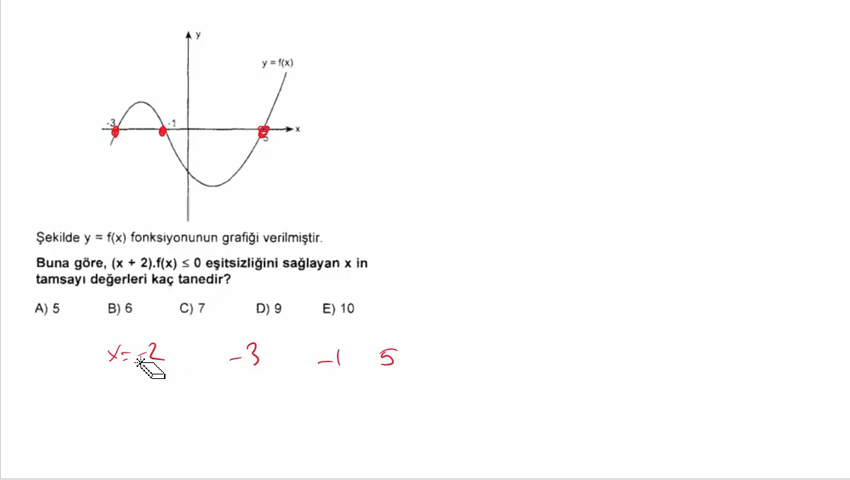 y
y = f(x)
-3
-1
x
5
Şekilde y = f(x) fonksiyonunun grafiği verilmiştir.
Buna göre, (x + 2).f(x) ≤ 0 eşitsizliğini sağlayan x in
tamsayı değerleri kaç tanedir?
A) 5 B) 6 C) 7 D) 9 E) 10
x=-2 -3 -1 5